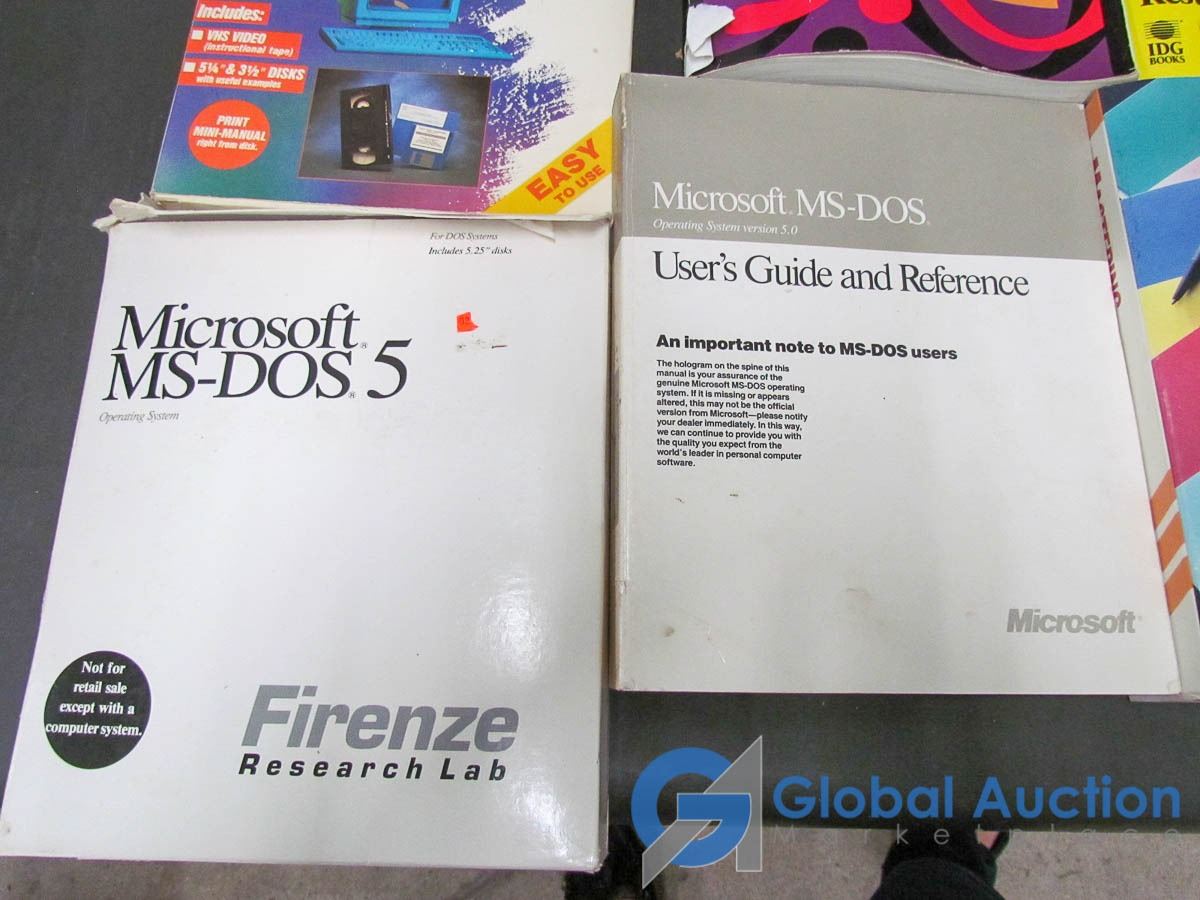 Includes:
VHS VIDEO
(instructional tape)
5¼" & 3½" DISKS
with useful examples
PRINT
MINI-MANUAL
right from disk.
EASY
TO USE
IDG
BOOKS
For DOS Systems
Includes 5.25" disks
Microsoft®
MS-DOS® 5
Operating System
Not for
retail sale
except with a
computer system.
Firenze
Research Lab
Microsoft® MS-DOS®
Operating System version 5.0
User's Guide and Reference
An important note to MS-DOS users
The hologram on the spine of this
manual is your assurance of the
genuine Microsoft MS-DOS operating
system. If it is missing or appears
altered, this may not be the official
version from Microsoft—please notify
your dealer immediately. In this way,
we can continue to provide you with
the quality you expect from the
world's leader in personal computer
software.
Microsoft®
Global Auction
Marketplace